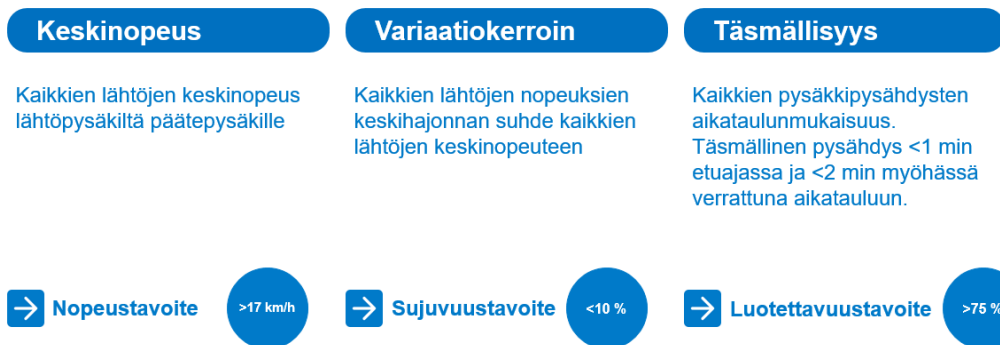 Keskinopeus
Kaikkien lähtöjen keskinopeus
lähtöpysäkiltä päätepysäkille
Nopeustavoite
>17 km/h
Variaatiokerroin
Kaikkien lähtöjen nopeuksien
keskihajonnan suhde kaikkien
lähtöjen keskinopeuteen
Sujuvuustavoite
<10 %
Täsmällisyys
Kaikkien pysäkkipysähdysten
aikataulunmukaisuus.
Täsmällinen pysähdys <1 min
etuajassa ja <2 min myöhässä
verrattuna aikatauluun.
Luotettavuustavoite
>75 %